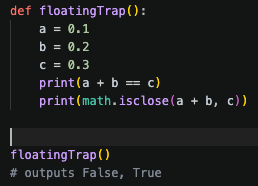 def floatingTrap():
    a = 0.1
    b = 0.2
    c = 0.3
    print(a + b == c)
    print(math.isclose(a + b, c))
floatingTrap()
# outputs False, True